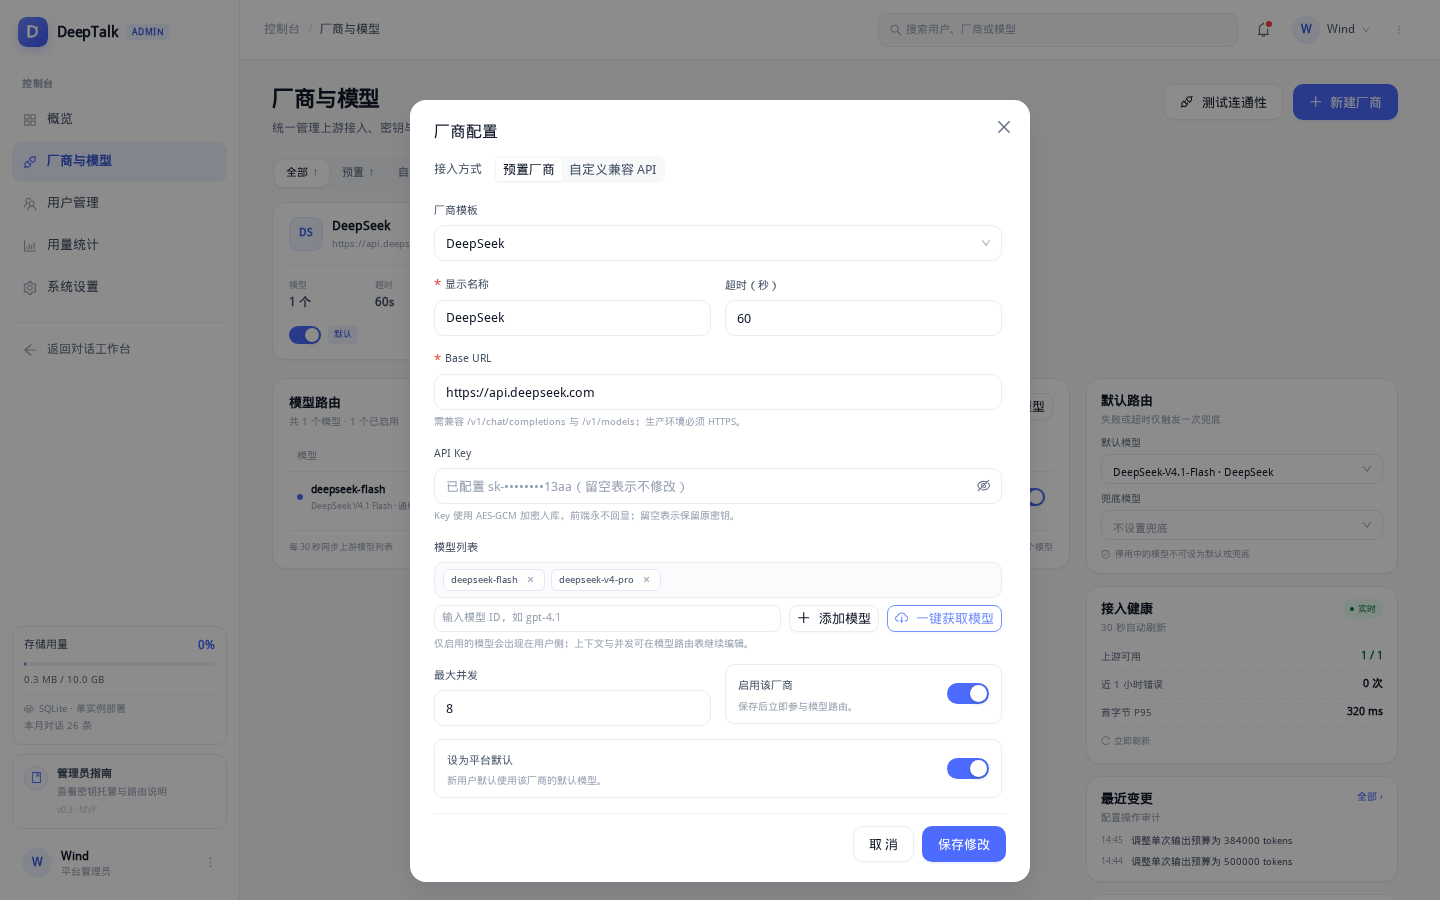 D DeepTalk ADMIN
控制台
概览
厂商与模型
用户管理
用量统计
系统设置
返回对话工作台
存储用量 0%
0.3 MB / 10.0 GB
SQLite · 单实例部署
本月对话 26 条
管理员指南
查看密钥托管与路由说明
v0.3 · MVP
W Wind
平台管理员
控制台 / 厂商与模型
搜索用户、厂商或模型
W Wind
厂商与模型
统一管理上游接入、密钥与
测试连通性
新建厂商
全部 1 预置 1 自
DS DeepSeek
https://api.deeps
模型 超时
1 个 60s
默认
模型路由
共 1 个模型 · 1 个已启用
模型
deepseek-flash
DeepSeek V4.1 Flash · 通
每 30 秒同步上游模型列表
厂商配置
接入方式 预置厂商 自定义兼容 API
厂商模板
DeepSeek
* 显示名称 超时（秒）
DeepSeek 60
* Base URL
https://api.deepseek.com
需兼容 /v1/chat/completions 与 /v1/models；生产环境必须 HTTPS。
API Key
已配置 sk-••••••••13aa（留空表示不修改）
Key 使用 AES-GCM 加密入库，前端永不回显；留空表示保留原密钥。
模型列表
deepseek-flash × deepseek-v4-pro ×
输入模型 ID，如 gpt-4.1 添加模型 一键获取模型
仅启用的模型会出现在用户侧；上下文与并发可在模型路由表继续编辑。
最大并发
8
启用该厂商
保存后立即参与模型路由。
设为平台默认
新用户默认使用该厂商的默认模型。
取 消 保存修改
型
个模型
默认路由
失败或超时仅触发一次兜底
默认模型
DeepSeek-V4.1-Flash · DeepSeek
兜底模型
不设置兜底
停用中的模型不可设为默认或兜底
接入健康 实时
30 秒自动刷新
上游可用 1 / 1
近 1 小时错误 0 次
首字节 P95 320 ms
立即刷新
最近变更 全部 ›
配置操作审计
14:45 调整单次输出预算为 384000 tokens
14:44 调整单次输出预算为 500000 tokens